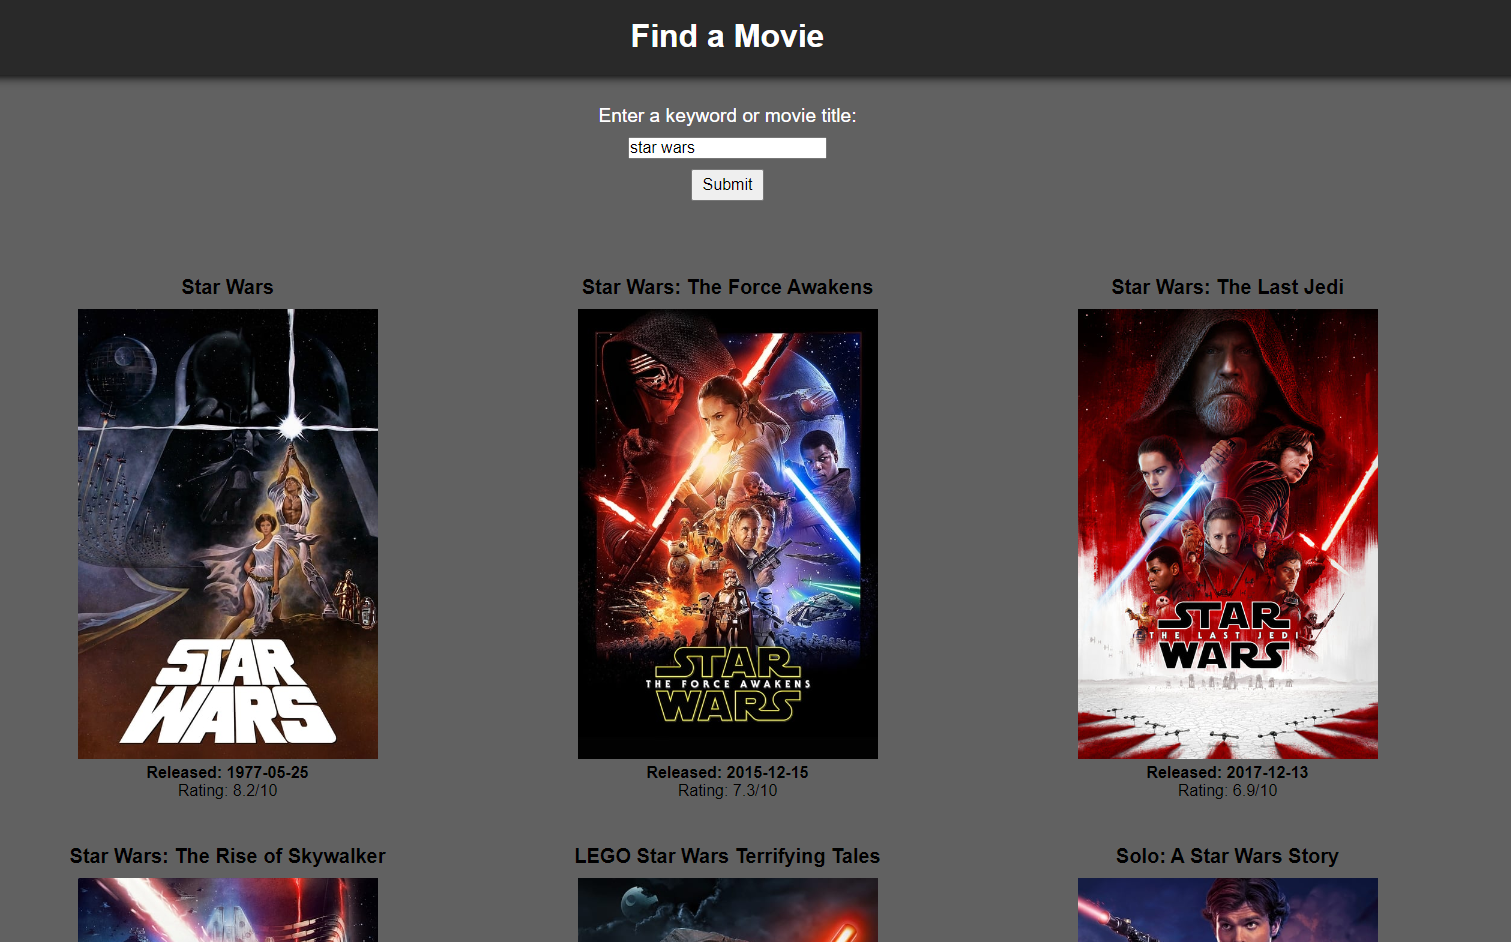 Find a Movie
Enter a keyword or movie title:
star wars
Submit
Star Wars
Star Wars: The Force Awakens
Star Wars: The Last Jedi
STAR
WARS
STAR
THE FORCE AWAKENS
WARS
STAR
THE LAST JEDI
WARS
Released: 1977-05-25
Rating: 8.2/10
Released: 2015-12-15
Rating: 7.3/10
Released: 2017-12-13
Rating: 6.9/10
Star Wars: The Rise of Skywalker
LEGO Star Wars Terrifying Tales
Solo: A Star Wars Story